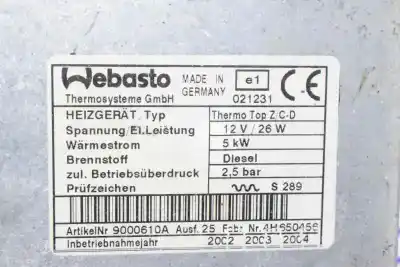 Webasto
Thermosysteme GmbH
MADE IN
GERMANY
e1
021231
CE
HEIZGERÄT, Typ Thermo Top Z/C-D
Spannung/El.Leistung 12 V / 26 W
Wärmestrom 5 kW
Brennstoff Diesel
zul. Betriebsüberdruck 2,5 bar
Prüfzeichen S 289
ArtikelNr 9000610A Ausf. 25 Fabr. Nr.
Inbetriebnahmejahr 2002 2003 2004